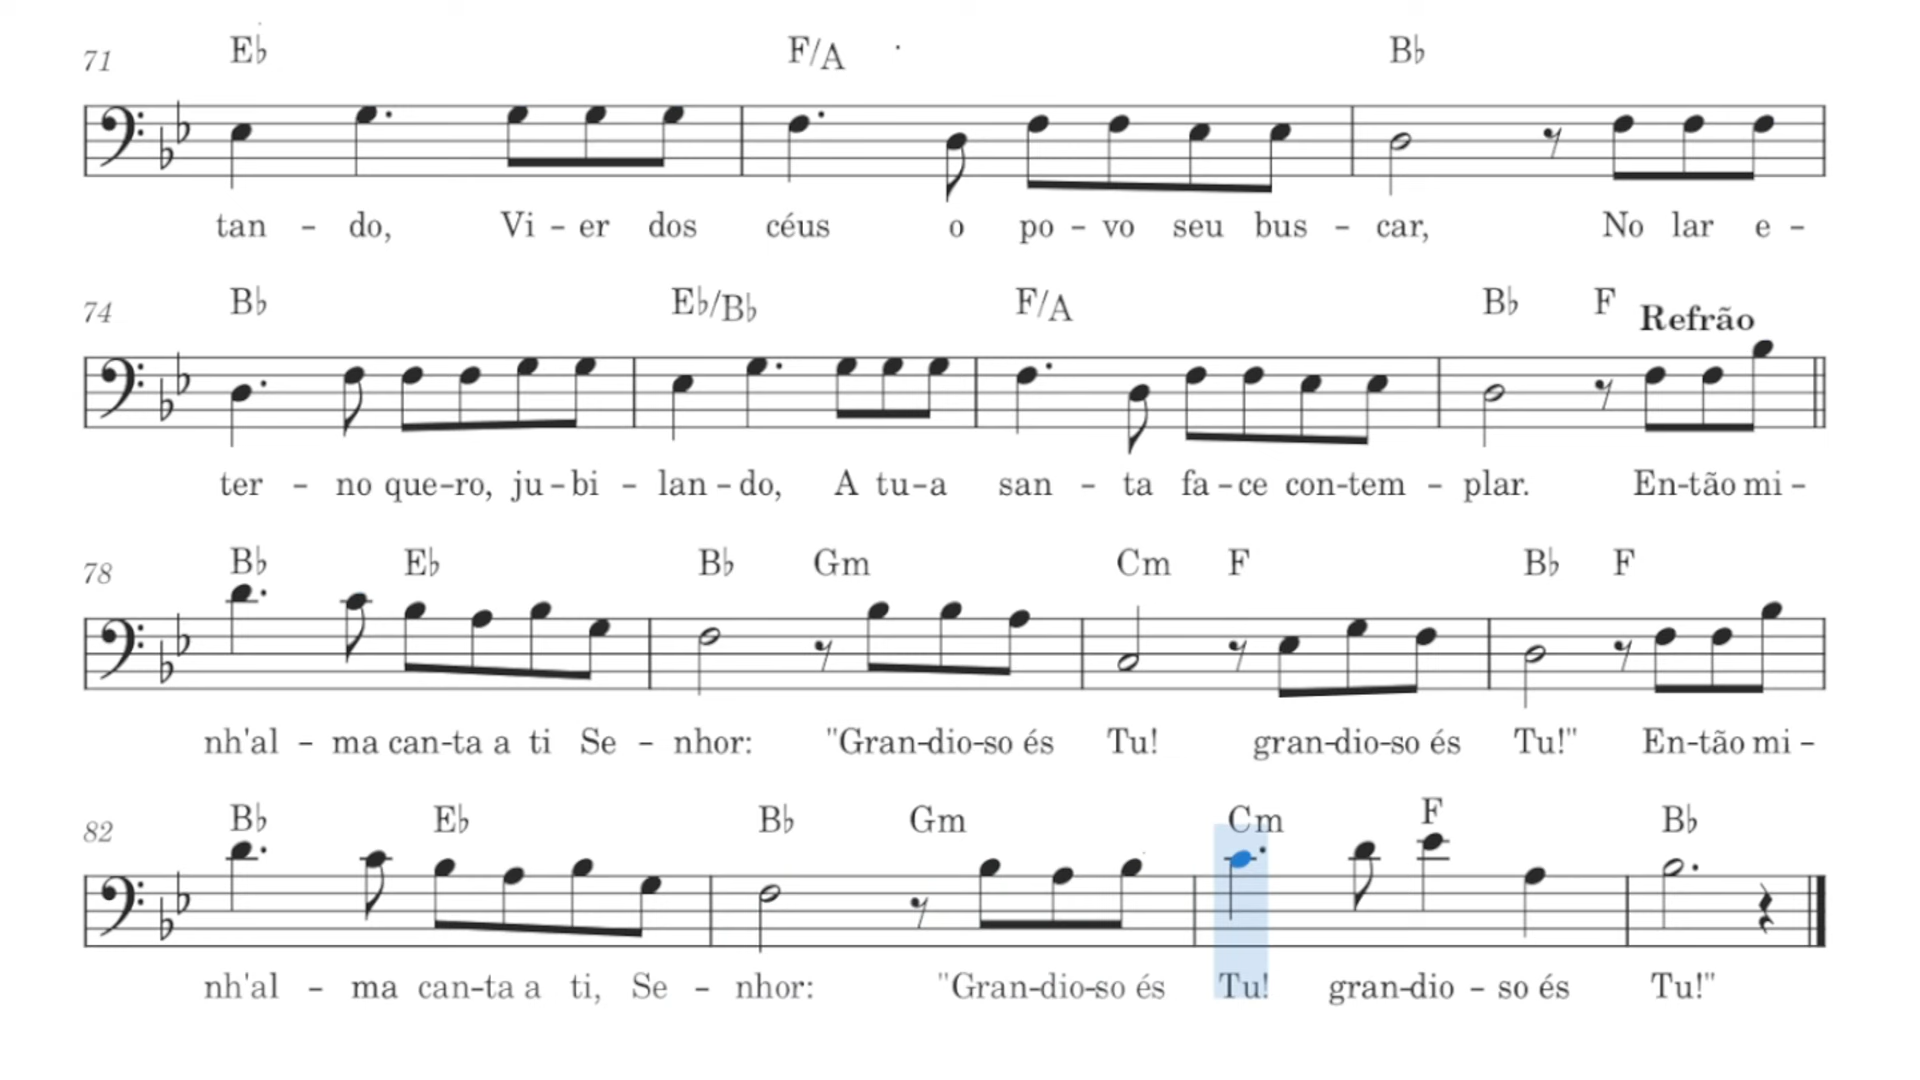 71 E♭ F/A B♭
tan - do, Vi - er dos céus o po - vo seu bus - car, No lar e -
74 B♭ E♭/B♭ F/A B♭ F Refrão
ter - no que-ro, ju - bi - lan - do, A tu-a san - ta fa - ce con-tem - plar. En-tão mi -
78 B♭ E♭ B♭ Gm Cm F B♭ F
nh'al - ma can-ta a ti Se - nhor: "Gran-dio-so és Tu! gran-dio-so és Tu!" En-tão mi -
82 B♭ E♭ B♭ Gm Cm F B♭
nh'al - ma can-ta a ti, Se - nhor: "Gran-dio-so és Tu! gran-dio - so és Tu!"